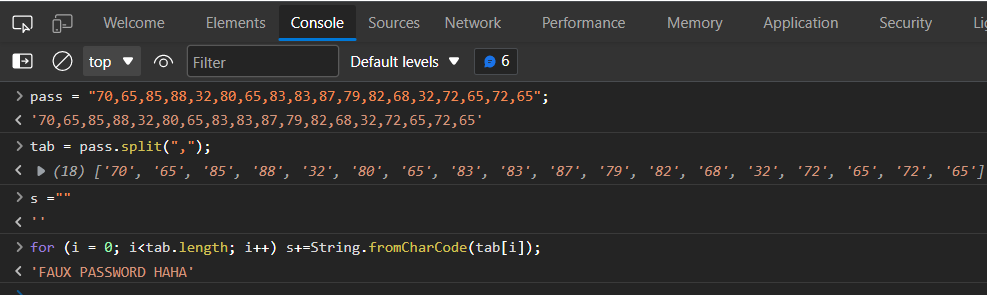 Welcome Elements Console Sources Network Performance Memory Application Security Li
top Filter Default levels 6
pass = "70,65,85,88,32,80,65,83,83,87,79,82,68,32,72,65,72,65";
'70,65,85,88,32,80,65,83,83,87,79,82,68,32,72,65,72,65'
tab = pass.split(",");
(18) ['70', '65', '85', '88', '32', '80', '65', '83', '83', '87', '79', '82', '68', '32', '72', '65', '72', '65']
s =""
''
for (i = 0; i<tab.length; i++) s+=String.fromCharCode(tab[i]);
'FAUX PASSWORD HAHA'